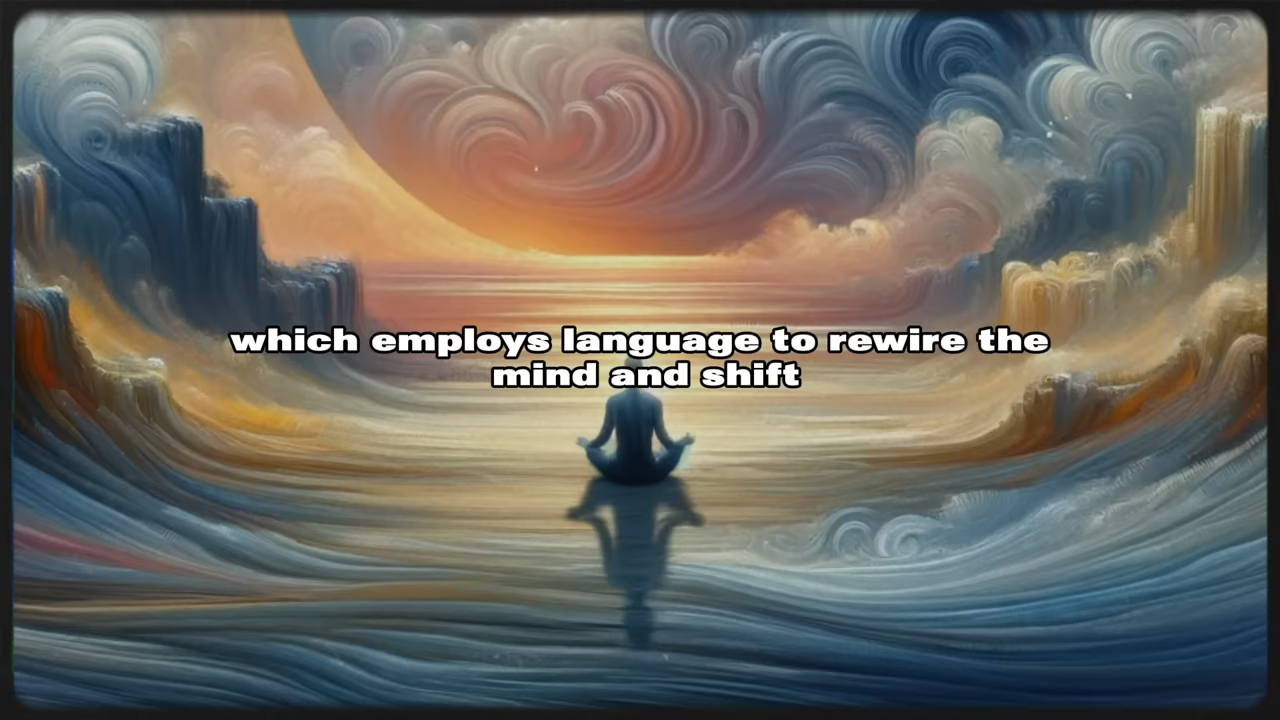 which employs language to rewire the
mind and shift